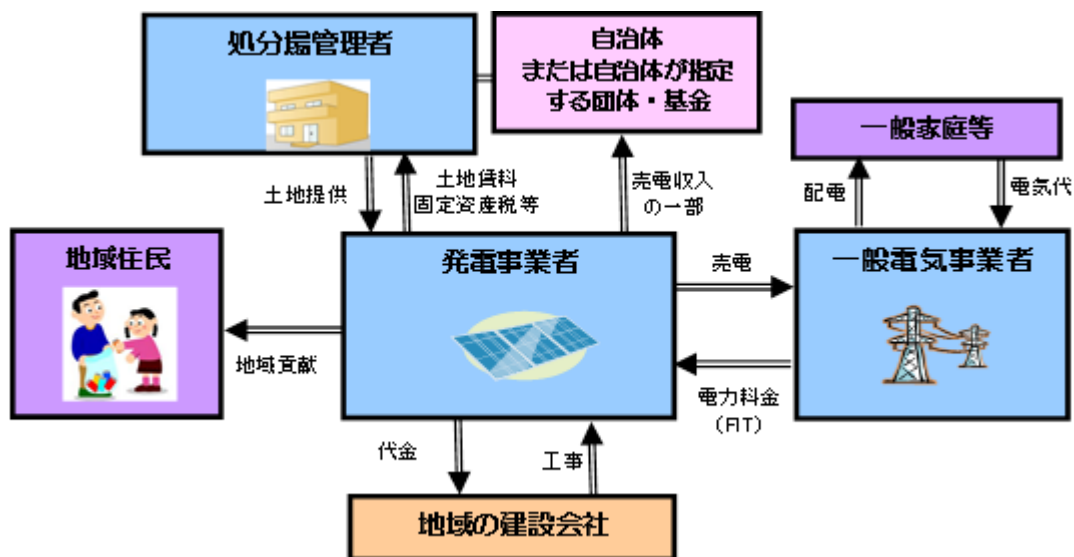 処分場管理者
自治体
または自治体が指定
する団体・基金
一般家庭等
土地提供
土地賃料
固定資産税等
売電収入
の一部
配電
電気代
地域住民
発電事業者
一般電気事業者
売電
地域貢献
電力料金
(FIT)
代金
工事
地域の建設会社